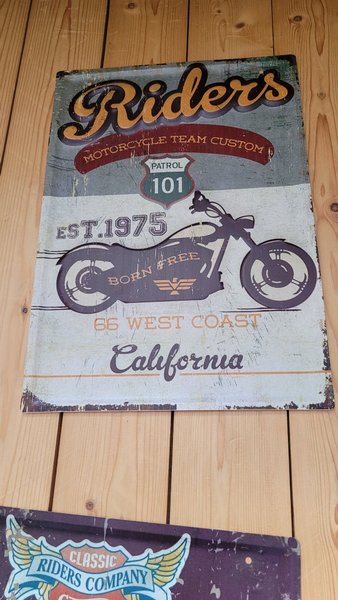 Riders
MOTORCYCLE TEAM CUSTOM
PATROL
101
EST.1975
BORN FREE
66 WEST COAST
California
CLASSIC
RIDERS COMPANY